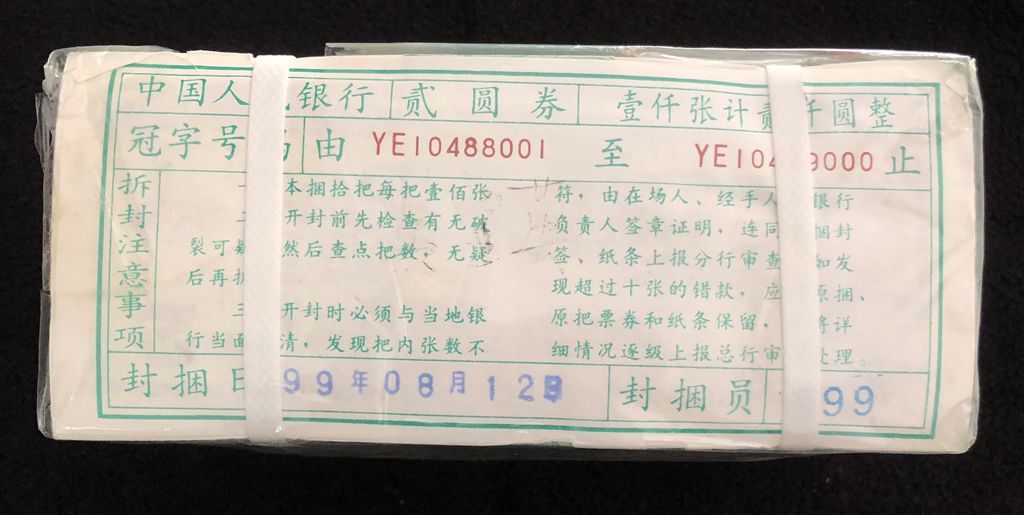 中国人民银行 贰圆券 壹仟张计贰仟圆整
冠字号码 由 YE10488001 至 YE104 9000 止
拆封注意事项
一 本捆拾把每把壹佰张。
开封前先检查有无破
裂可疑 然后查点把数,无疑
后再拆
三 开封时必须与当地银
行当面 清,发现把内张数不
符,由在场人、经手人 银行
负责人签章证明,连同 捆封
签、纸条上报分行审查 如发
现超过十张的错款,应 原捆、
原把票券和纸条保留, 将详
细情况逐级上报总行审 处理。
封捆日 99年08月12日 封捆员 99